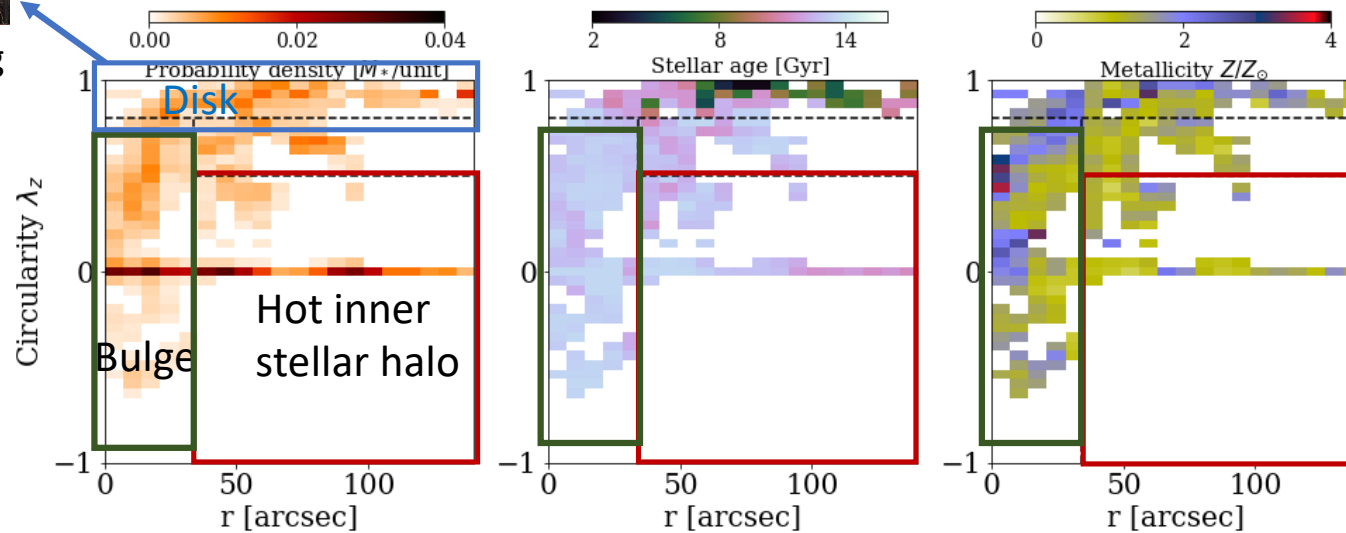 g
0.00 0.02 0.04
2 8 14
0 2 4
Probability density [M*/unit]
Stellar age [Gyr]
Metallicity Z/Z⊙
Circularity λz
1
0
−1
Disk
Bulge
Hot inner
stellar halo
0 50 100
r [arcsec]
1
0
−1
0 50 100
r [arcsec]
1
0
−1
0 50 100
r [arcsec]